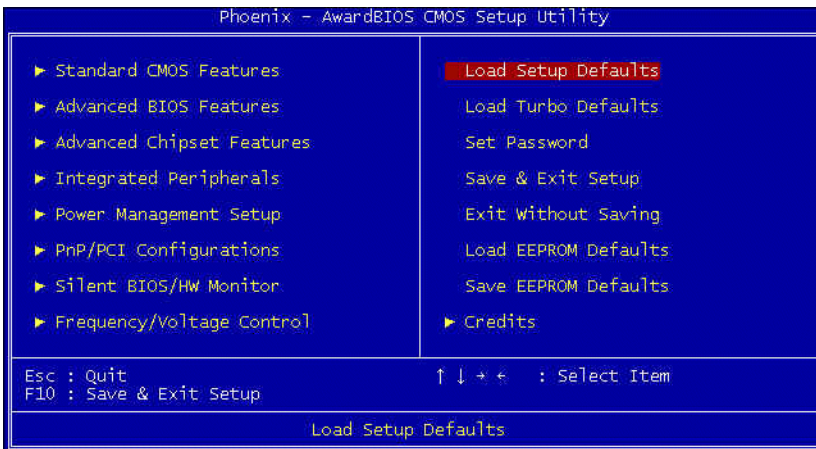 Phoenix - AwardBIOS CMOS Setup Utility
► Standard CMOS Features
► Advanced BIOS Features
► Advanced Chipset Features
► Integrated Peripherals
► Power Management Setup
► PnP/PCI Configurations
► Silent BIOS/HW Monitor
► Frequency/Voltage Control
Load Setup Defaults
Load Turbo Defaults
Set Password
Save & Exit Setup
Exit Without Saving
Load EEPROM Defaults
Save EEPROM Defaults
► Credits
Esc : Quit
F10 : Save & Exit Setup
↑ ↓ → ← : Select Item
Load Setup Defaults